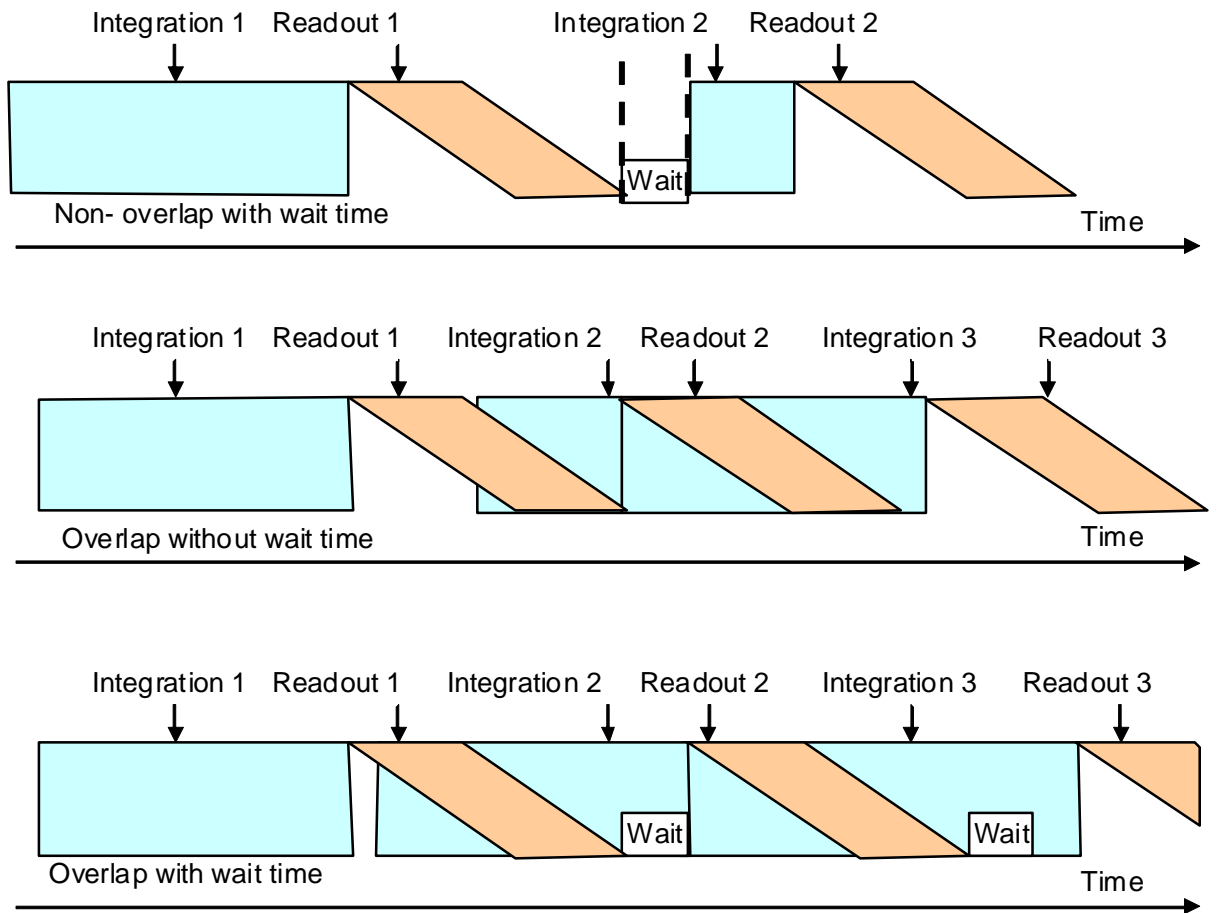 Integration 1 Readout 1 Integration 2 Readout 2
Wait
Non- overlap with wait time
Time
Integration 1 Readout 1 Integration 2 Readout 2 Integration 3 Readout 3
Overlap without wait time
Time
Integration 1 Readout 1 Integration 2 Readout 2 Integration 3 Readout 3
Wait Wait
Overlap with wait time
Time